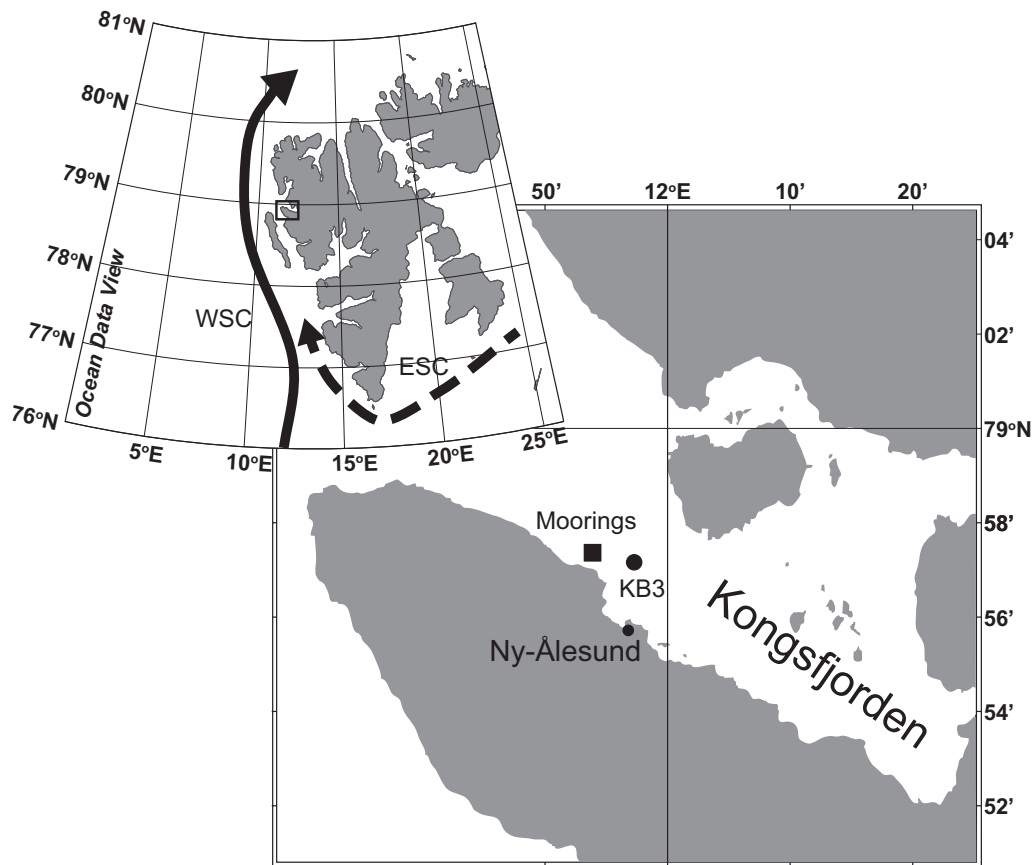 81°N
80°N
79°N
78°N
77°N
76°N
Ocean Data View
WSC
ESC
5°E
10°E
15°E
20°E
25°E
50’
12°E
10’
20’
04’
02’
79°N
58’
56’
54’
52’
Moorings
KB3
Ny-Ålesund
Kongsfjorden